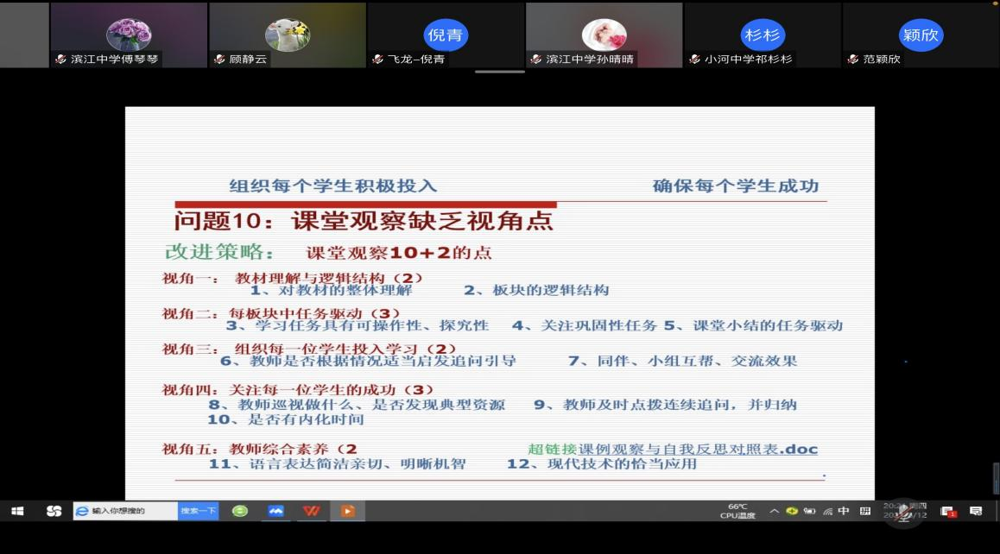 倪青
杉杉
颖欣
滨江中学傅琴琴
顾静云
飞龙-倪青
滨江中学孙晴晴
小河中学祁杉杉
范颖欣
组织每个学生积极投入 确保每个学生成功
问题10：课堂观察缺乏视角点
改进策略： 课堂观察10+2的点
视角一： 教材理解与逻辑结构（2）
1、对教材的整体理解 2、板块的逻辑结构
视角二：每板块中任务驱动（3）
3、学习任务具有可操作性、探究性 4、关注巩固性任务 5、课堂小结的任务驱动
视角三： 组织每一位学生投入学习（2）
6、教师是否根据情况适当启发追问引导 7、同伴、小组互帮、交流效果
视角四：关注每一位学生的成功（3）
8、教师巡视做什么、是否发现典型资源 9、教师及时点拨连续追问，并归纳
10、是否有内化时间
视角五：教师综合素养（2 超链接课例观察与自我反思对照表.doc
11、语言表达简洁亲切、明晰机智 12、现代技术的恰当应用
输入你想搜的 搜索一下
66℃
CPU温度
中
周四